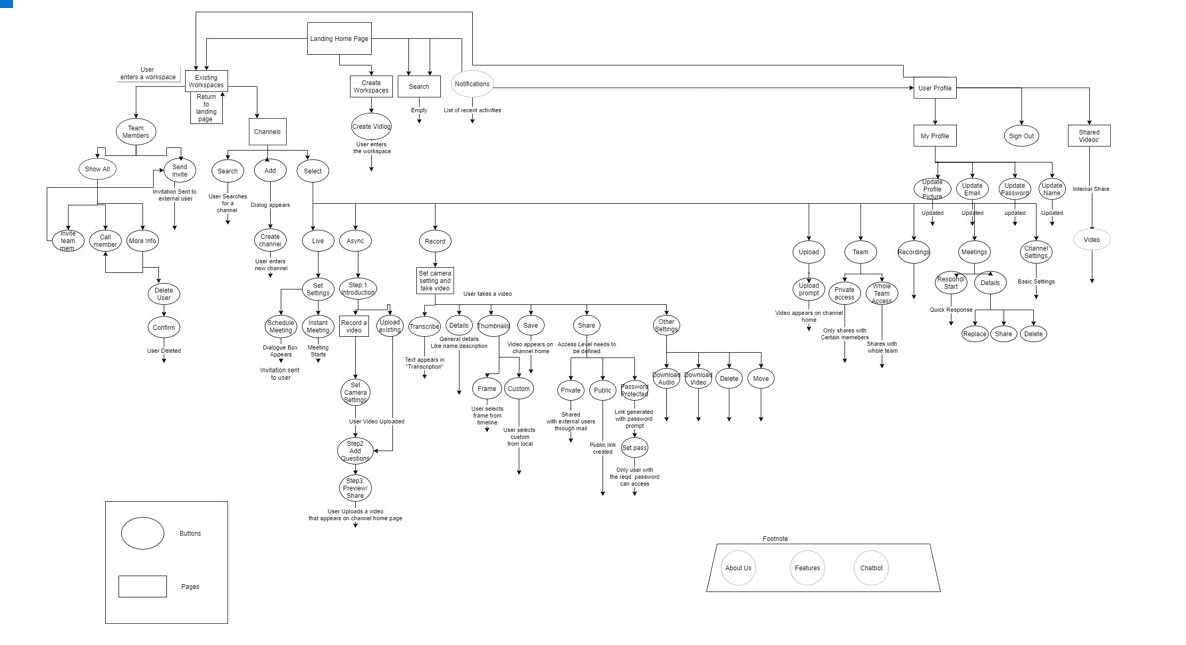 Landing Home Page
User
enters a workspace
Existing
Workspaces
Return
to
landing
page
Create
Workspaces
Search
Notifications
User Profile
Empty
List of recent activities
Create Vidlog
User enters
the workspace
Team
Members
Channels
My Profile
Sign Out
Shared
Videos'
Show All
Send
Invite
Search
Add
Select
Invitation Sent to
external user
User Searches
for a
channel
Dialog appears
Update
Profile
Picture
Update
Email
Update
Password
Update
Name
Internal Share
Updated
Updated
updated
Updated
Invite
team
mem.
Call
member
More Info
Create
channel
Live
Async
Record
Upload
Team
Recordings
Meetings
Channel
Settings
Video
User enters
new channel
Delete
User
Set
Settings
Step:1
Introduction
Set camera
setting and
take video
User takes a video
Upload
prompt
Private
access
Whole
Team
Access
Respond/
Start
Details
Basic Settings
Confirm
User Deleted
Schedule
Meeting
Instant
Meeting
Record a
video
Upload
existing
Transcribe
Details
Thumbnails
Save
Share
Other
Settings
Video appears on channel
home
Quick Response
Only shares with
Certain memebers
Shares with
whole team
Replace
Share
Delete
Dialogue Box
Appears
Meeting
Starts
General details
Like name,description
Video appears on
channel home
Access Level needs to
be defined
Invitation sent
to user
Text appears in
"Transcription"
Set
Camera
Settings
Frame
Custom
Private
Public
Password
Protected
Download
Audio
Download
Video
Delete
Move
User selects
frame from
timeline
User selects
custom
from local
Shared
with external users
through mail
Link generated
with password
prompt
User Video Uploaded
Public link
created
Set pass
Step2
Add
Questions
Only user with
the reqd. password
can access
Step3:
Preview/
Share
User Uploads a video
that appears on channel home page
Buttons
Pages
Footnote
About Us
Features
Chatbot